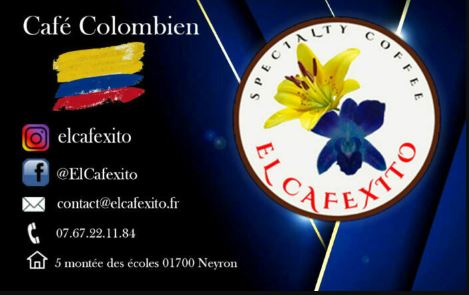 Café Colombien
SPECIALTY COFFEE
ELCAFEXITO
elcafexito
@ElCafexito
contact@elcafexito.fr
07.67.22.11.84
5 montée des écoles 01700 Neyron